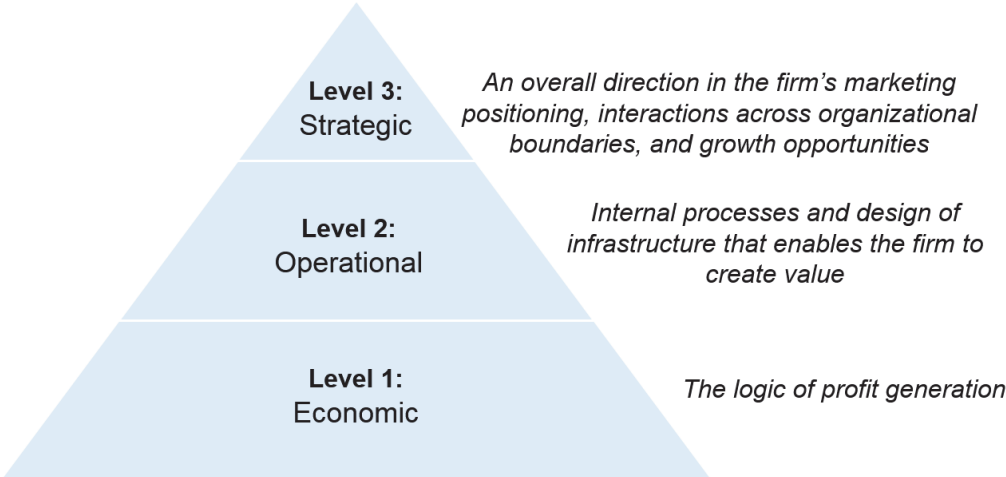 Level 3:
Strategic
An overall direction in the firm’s marketing
positioning, interactions across organizational
boundaries, and growth opportunities
Level 2:
Operational
Internal processes and design of
infrastructure that enables the firm to
create value
Level 1:
Economic
The logic of profit generation